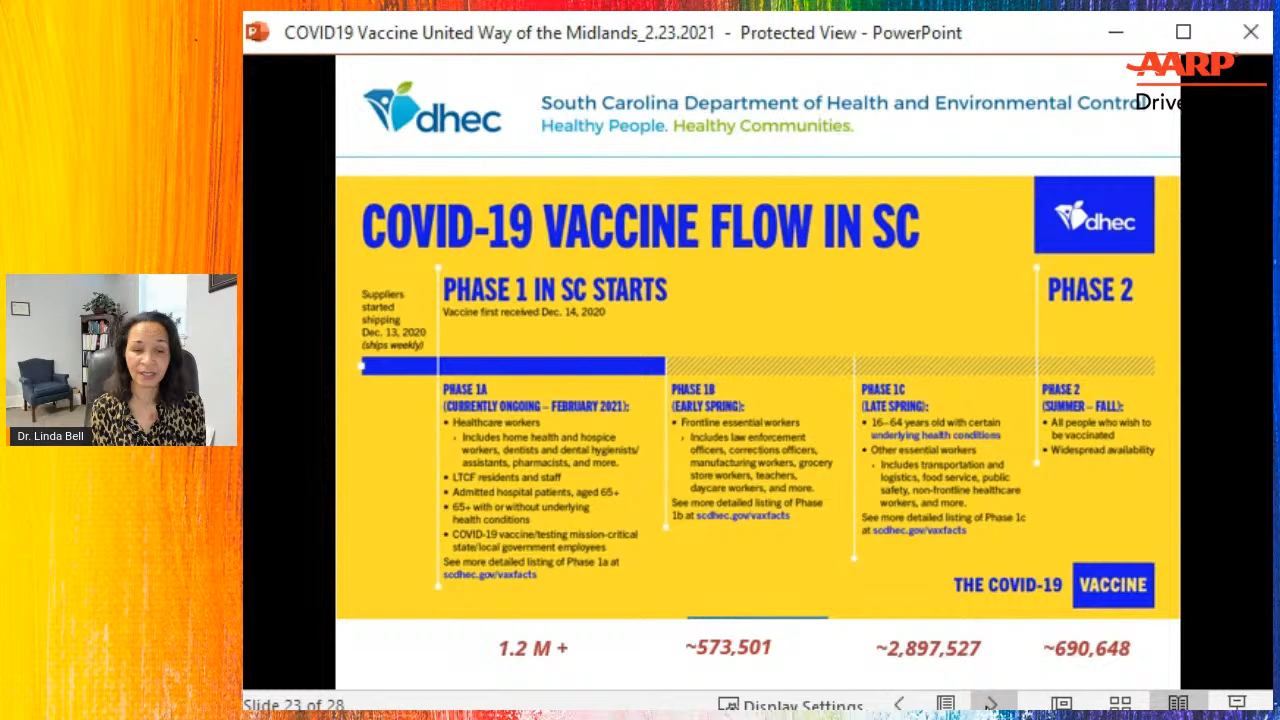 COVID19 Vaccine United Way of the Midlands_2.23.2021 - Protected View - PowerPoint
AARP
Drive
dhec
South Carolina Department of Health and Environmental Control
Healthy People. Healthy Communities.
COVID-19 VACCINE FLOW IN SC
dhec
Suppliers
started
shipping
Dec. 13, 2020
(ships weekly)
PHASE 1 IN SC STARTS
Vaccine first received Dec. 14, 2020
PHASE 2
PHASE 1A
(CURRENTLY ONGOING – FEBRUARY 2021):
• Healthcare workers
› Includes home health and hospice
workers, dentists and dental hygienists/
assistants, pharmacists, and more.
• LTCF residents and staff
• Admitted hospital patients, aged 65+
• 65+ with or without underlying
health conditions
• COVID-19 vaccine/testing mission-critical
state/local government employees
See more detailed listing of Phase 1a at
scdhec.gov/vaxfacts
PHASE 1B
(EARLY SPRING):
• Frontline essential workers
› Includes law enforcement
officers, corrections officers,
manufacturing workers, grocery
store workers, teachers,
daycare workers, and more.
See more detailed listing of Phase
1b at scdhec.gov/vaxfacts
PHASE 1C
(LATE SPRING):
• 16–64 years old with certain
underlying health conditions
• Other essential workers
› Includes transportation and
logistics, food service, public
safety, non-frontline healthcare
workers, and more.
See more detailed listing of Phase 1c
at scdhec.gov/vaxfacts
PHASE 2
(SUMMER – FALL):
• All people who wish to
be vaccinated
• Widespread availability
THE COVID-19 VACCINE
1.2 M +
~573,501
~2,897,527
~690,648
Dr. Linda Bell
Slide 23 of 28
Display Settings